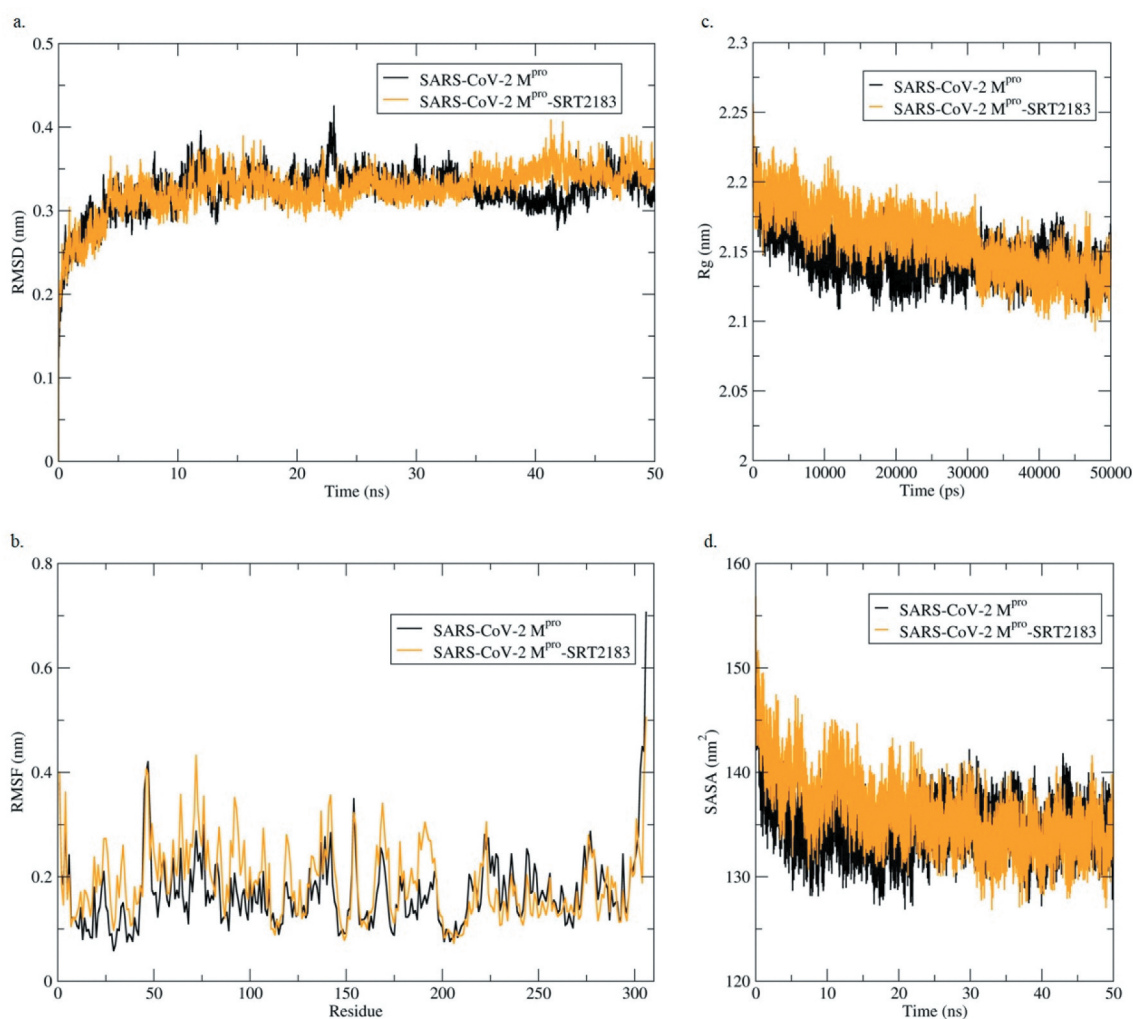 a.
0.5
0.4
0.3
0.2
0.1
0
RMSD (nm)
SARS-CoV-2 Mpro
SARS-CoV-2 Mpro-SRT2183
0 10 20 30 40 50
Time (ns)
c.
2.3
2.25
2.2
2.15
2.1
2.05
2
Rg (nm)
SARS-CoV-2 Mpro
SARS-CoV-2 Mpro-SRT2183
0 10000 20000 30000 40000 50000
Time (ps)
b.
0.8
0.6
0.4
0.2
0
RMSF (nm)
SARS-CoV-2 Mpro
SARS-CoV-2 Mpro-SRT2183
0 50 100 150 200 250 300
Residue
d.
160
150
140
130
120
SASA (nm2)
SARS-CoV-2 Mpro
SARS-CoV-2 Mpro-SRT2183
0 10 20 30 40 50
Time (ns)